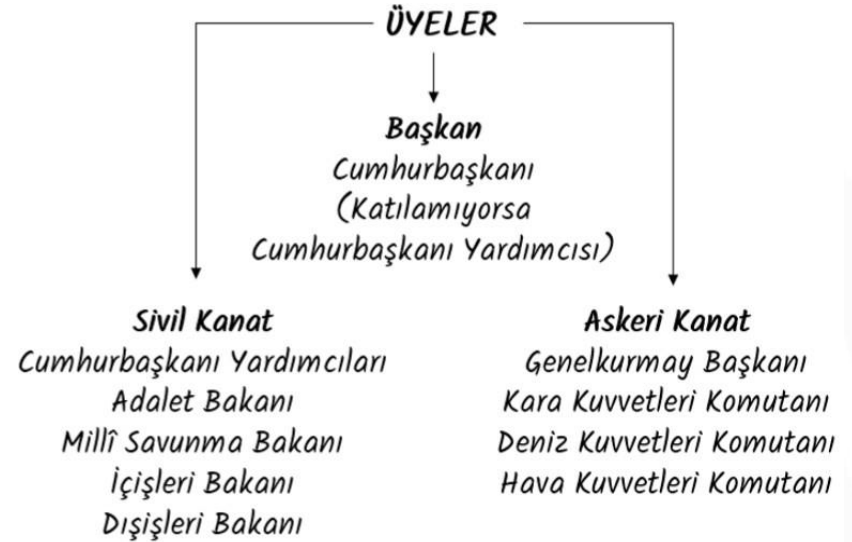 ÜYELER
Başkan
Cumhurbaşkanı
(Katılamıyorsa
Cumhurbaşkanı Yardımcısı)
Sivil Kanat
Cumhurbaşkanı Yardımcıları
Adalet Bakanı
Millî Savunma Bakanı
İçişleri Bakanı
Dışişleri Bakanı
Askeri Kanat
Genelkurmay Başkanı
Kara Kuvvetleri Komutanı
Deniz Kuvvetleri Komutanı
Hava Kuvvetleri Komutanı